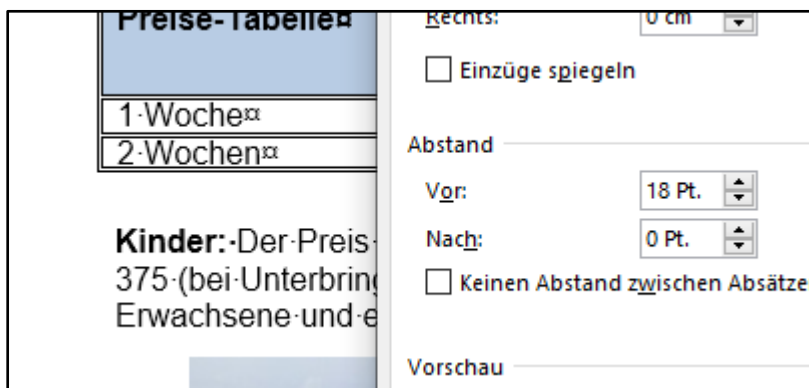 Preise-Tabelle¤
1·Woche¤
2·Wochen¤
Kinder:·Der·Preis·
375·(bei·Unterbring
Erwachsene·und·e
Rechts: 0 cm
Einzüge spiegeln
Abstand
Vor: 18 Pt.
Nach: 0 Pt.
Keinen Abstand zwischen Absätze
Vorschau